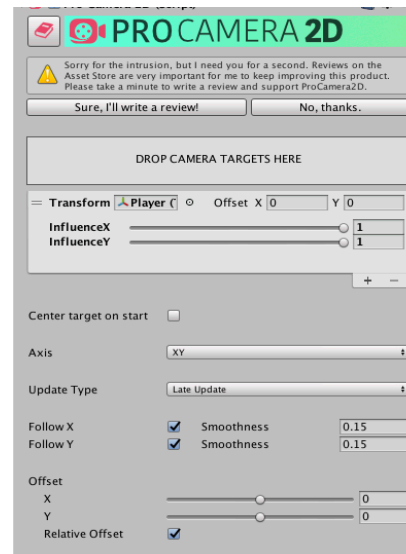 PROCAMERA2D
Sorry for the intrusion, but I need you for a second. Reviews on the
Asset Store are very important for me to keep improving this product.
Please take a minute to write a review and support ProCamera2D.
Sure, I'll write a review! No, thanks.
DROP CAMERA TARGETS HERE
Transform Player ( Offset X 0 Y 0
InfluenceX 1
InfluenceY 1
+ −
Center target on start
Axis XY
Update Type Late Update
Follow X Smoothness 0.15
Follow Y Smoothness 0.15
Offset
X 0
Y 0
Relative Offset